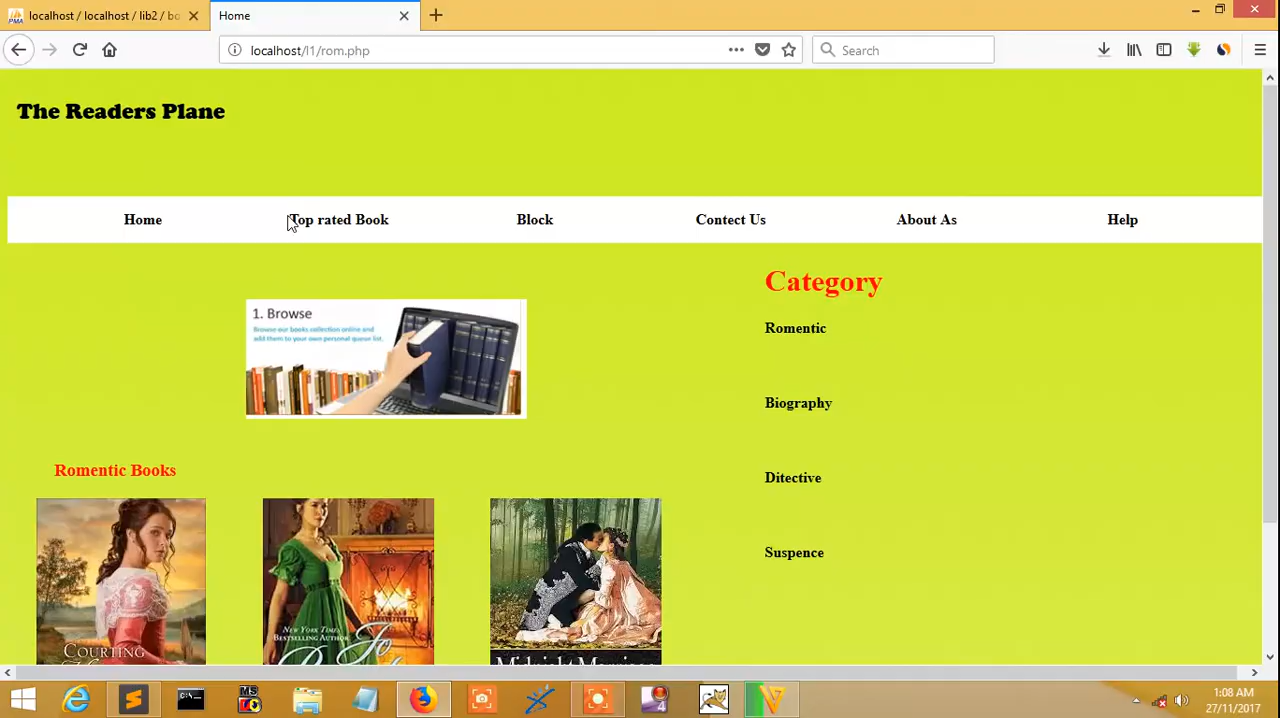 localhost / localhost / lib2 / bo
Home
localhost/l1/rom.php
Search
The Readers Plane
Home
Top rated Book
Block
Contect Us
About As
Help
Category
1. Browse
Browse our books collection online and
add them to your own personal queue list.
Romentic
Biography
Ditective
Suspence
Romentic Books
COURTING
NEW YORK TIMES
BESTSELLING AUTHOR
Jo
1:08 AM
27/11/2017